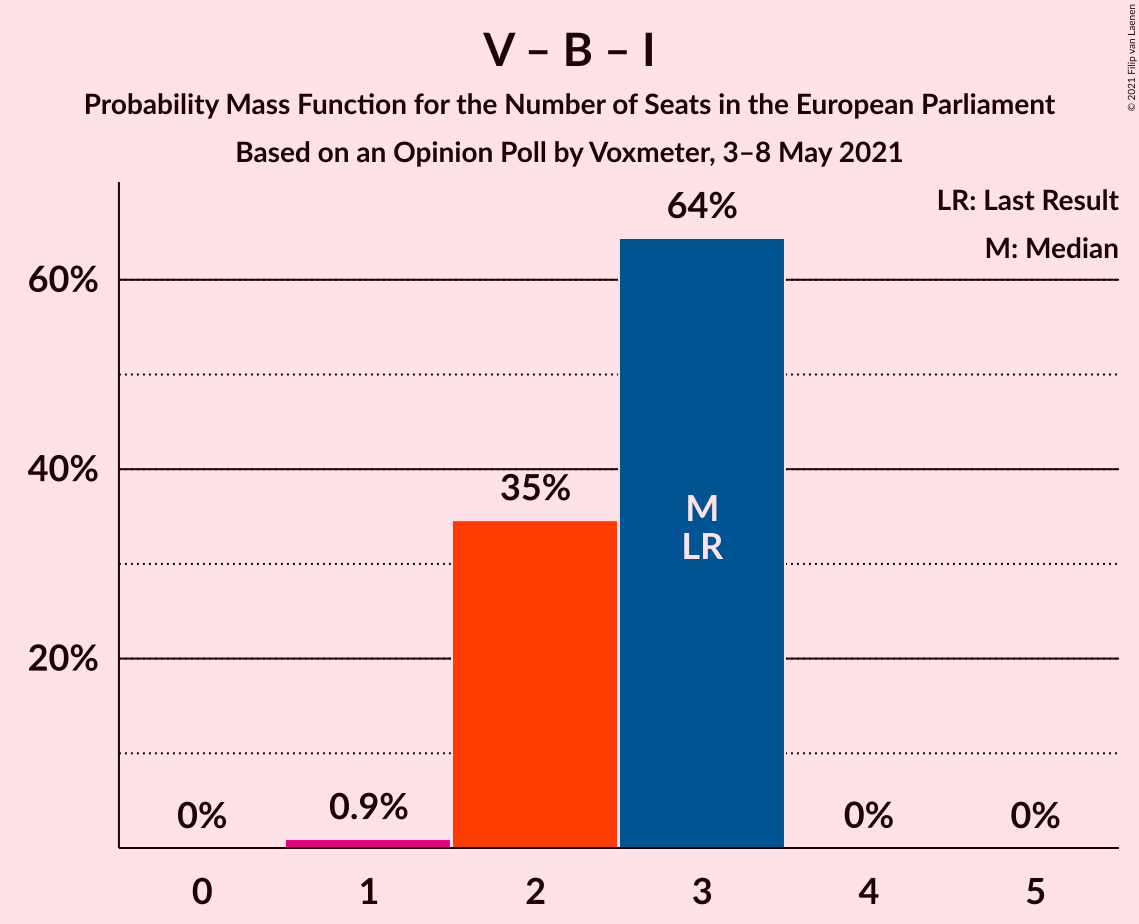 V – B – I
Probability Mass Function for the Number of Seats in the European Parliament
Based on an Opinion Poll by Voxmeter, 3–8 May 2021
© 2021 Filip van Laenen
LR: Last Result
M: Median
60%
40%
20%
0%
0.9%
35%
64%
M
LR
0%
0%
0 1 2 3 4 5